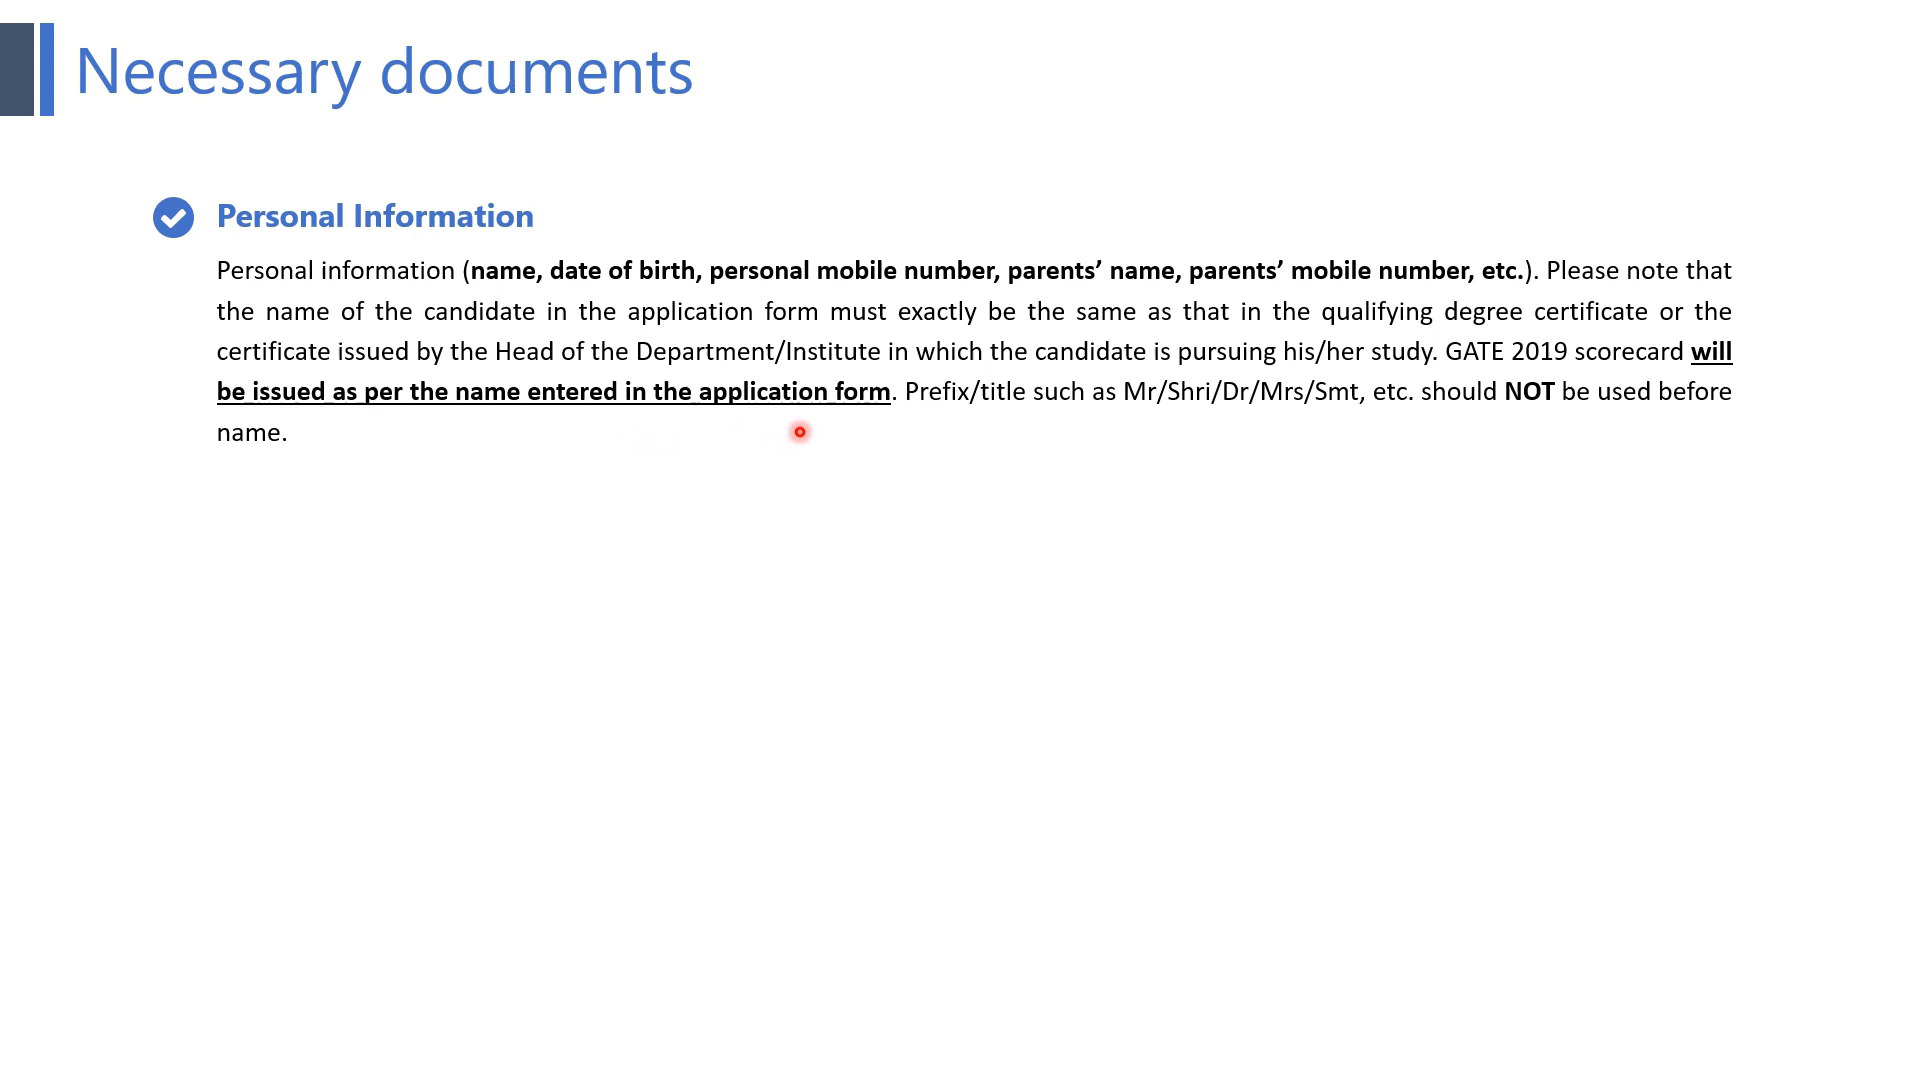 Necessary documents
Personal Information
Personal information (name, date of birth, personal mobile number, parents’ name, parents’ mobile number, etc.). Please note that
the name of the candidate in the application form must exactly be the same as that in the qualifying degree certificate or the
certificate issued by the Head of the Department/Institute in which the candidate is pursuing his/her study. GATE 2019 scorecard will
be issued as per the name entered in the application form. Prefix/title such as Mr/Shri/Dr/Mrs/Smt, etc. should NOT be used before
name.